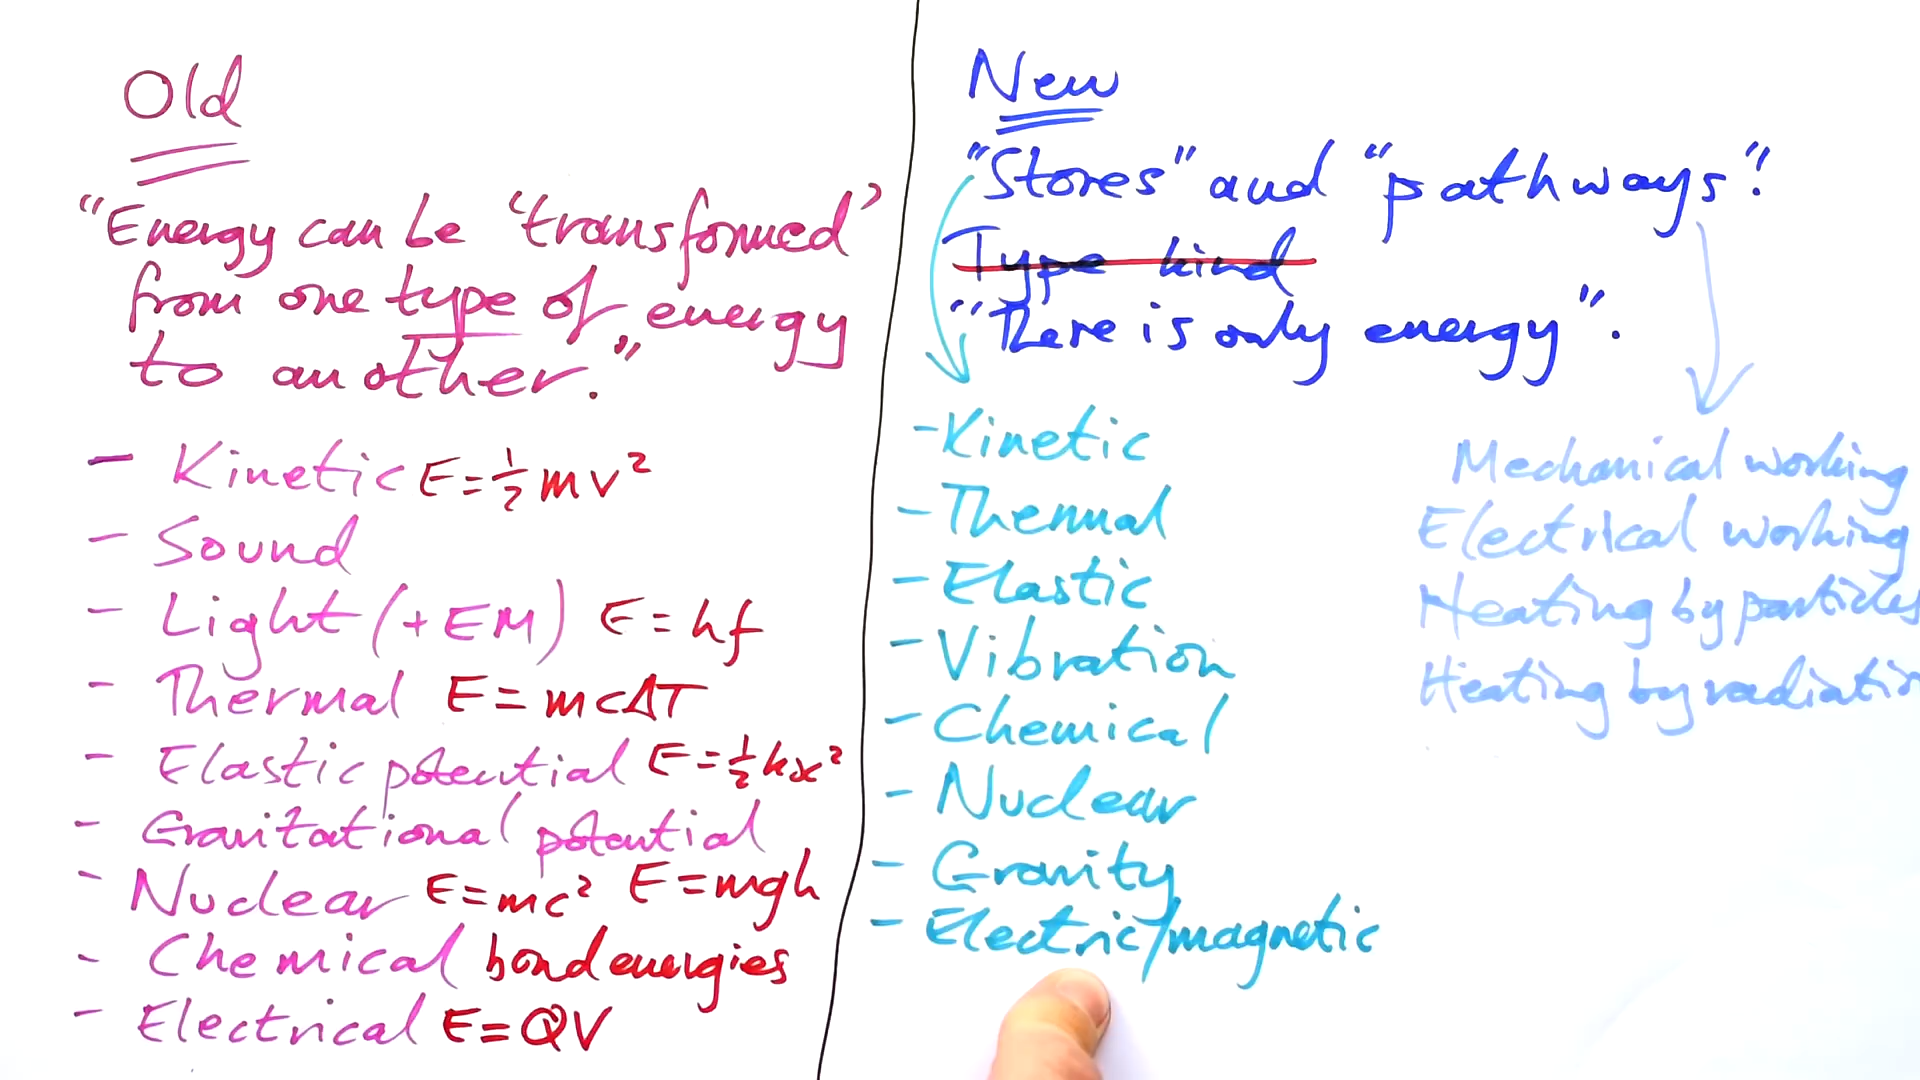 Old
"Energy can be 'transformed'
from one type of energy
to another."
- Kinetic E=½mv²
- Sound
- Light (+EM) E=hf
- Thermal E=mcΔT
- Elastic potential E=½kx²
- Gravitational potential
- Nuclear E=mc² E=mgh
- Chemical bond energies
- Electrical E=QV
New
"Stores" and "pathways"!
Type kind
"There is only energy".
- Kinetic
- Thermal
- Elastic
- Vibration
- Chemical
- Nuclear
- Gravity
- Electric/magnetic
Mechanical working
Electrical working
Heating by particles
Heating by radiatio